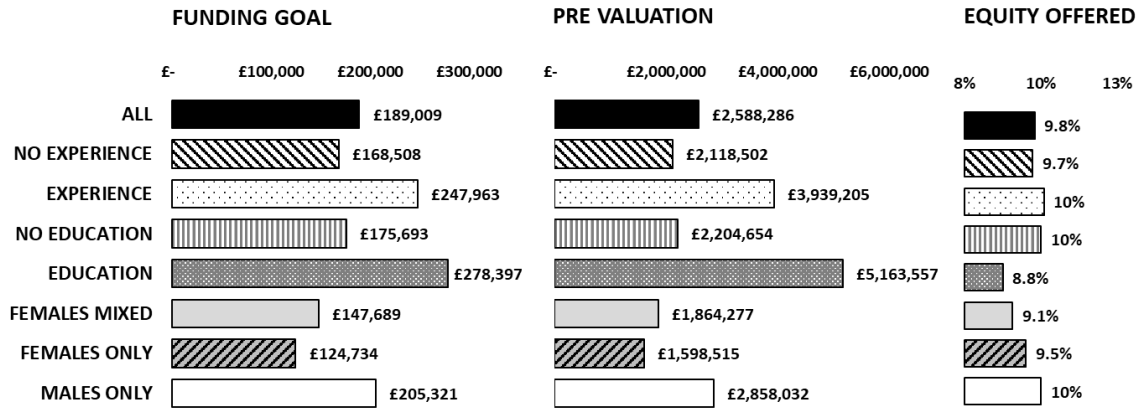 FUNDING GOAL PRE VALUATION EQUITY OFFERED
£- £100,000 £200,000 £300,000 £- £2,000,000 £4,000,000 £6,000,000 8% 10% 13%
ALL £189,009 £2,588,286 9.8%
NO EXPERIENCE £168,508 £2,118,502 9.7%
EXPERIENCE £247,963 £3,939,205 10%
NO EDUCATION £175,693 £2,204,654 10%
EDUCATION £278,397 £5,163,557 8.8%
FEMALES MIXED £147,689 £1,864,277 9.1%
FEMALES ONLY £124,734 £1,598,515 9.5%
MALES ONLY £205,321 £2,858,032 10%